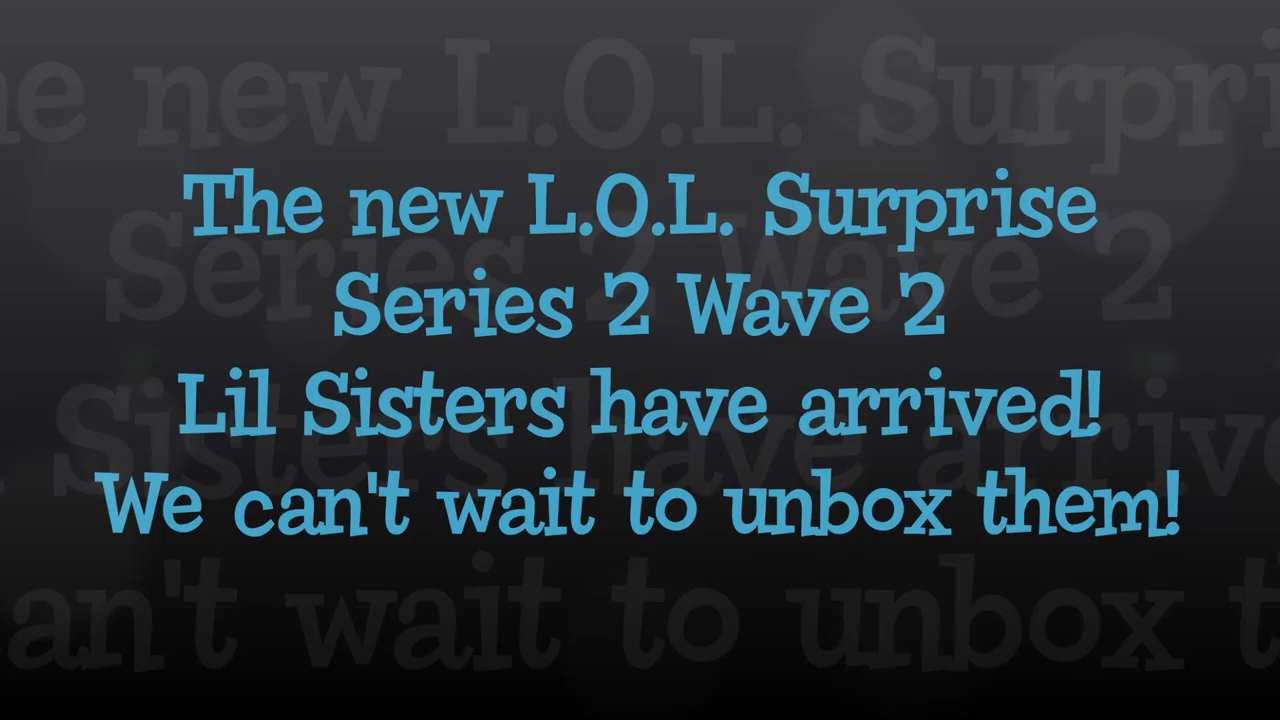 The new L.O.L. Surprise
Series 2 Wave 2
Lil Sisters have arrived!
We can't wait to unbox them!